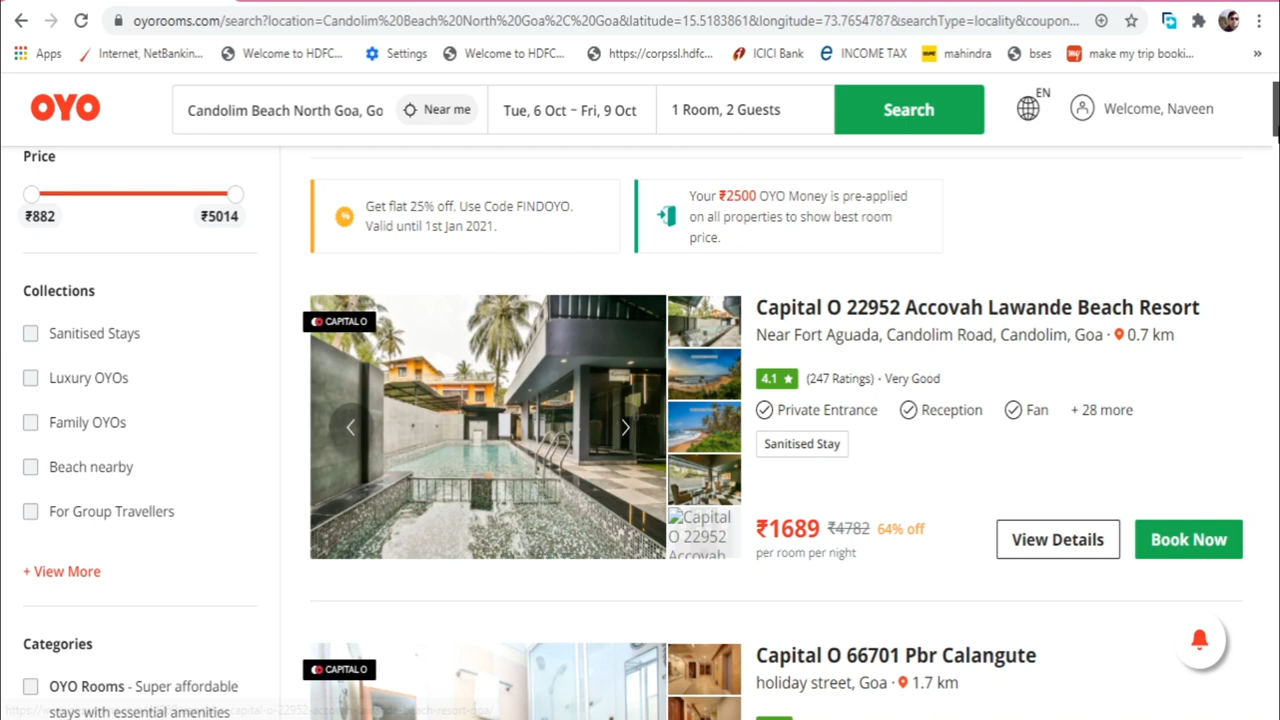 oyorooms.com/search?location=Candolim%20Beach%20North%20Goa%2C%20Goa&latitude=15.5183861&longitude=73.7654787&searchType=locality&coupon...
Apps
Internet, NetBankin...
Welcome to HDFC...
Settings
Welcome to HDFC...
https://corpssl.hdfc...
ICICI Bank
INCOME TAX
mahindra
bses
make my trip booki...
»
OYO
Candolim Beach North Goa, Go
Near me
Tue, 6 Oct – Fri, 9 Oct
1 Room, 2 Guests
Search
EN
Welcome, Naveen
Price
₹882
₹5014
Collections
Sanitised Stays
Luxury OYOs
Family OYOs
Beach nearby
For Group Travellers
+ View More
Categories
OYO Rooms - Super affordable
stays with essential amenities
Get flat 25% off. Use Code FINDOYO.
Valid until 1st Jan 2021.
Your ₹2500 OYO Money is pre-applied
on all properties to show best room
price.
CAPITAL O
Capital
O 22952
Accovah
Capital O 22952 Accovah Lawande Beach Resort
Near Fort Aguada, Candolim Road, Candolim, Goa · 0.7 km
4.1 ★ (247 Ratings) · Very Good
Private Entrance
Reception
Fan
+ 28 more
Sanitised Stay
₹1689 ₹4782 64% off
per room per night
View Details
Book Now
CAPITAL O
Capital O 66701 Pbr Calangute
holiday street, Goa · 1.7 km